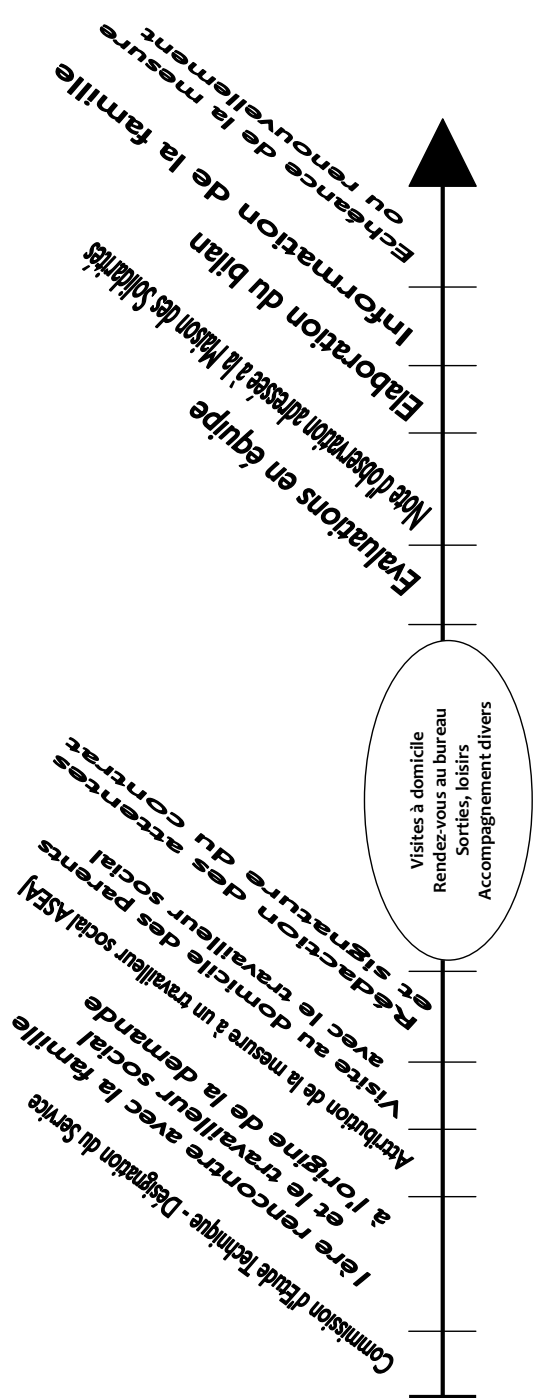 Commission d'Etude Technique - Désignation du Service
1ère rencontre avec la famille
et le travailleur social
à l'origine de la demande
Attribution de la mesure à un travailleur social ASEAJ
Visite au domicile des parents
avec le travailleur social
Rédaction des attentes
et signature du contrat
Visites à domicile
Rendez-vous au bureau
Sorties, loisirs
Accompagnement divers
Evaluations en équipe
Note d'observation adressée à la Maison des Solidarités
Elaboration du bilan
Information de la famille
Echéance de la mesure
ou renouvellement